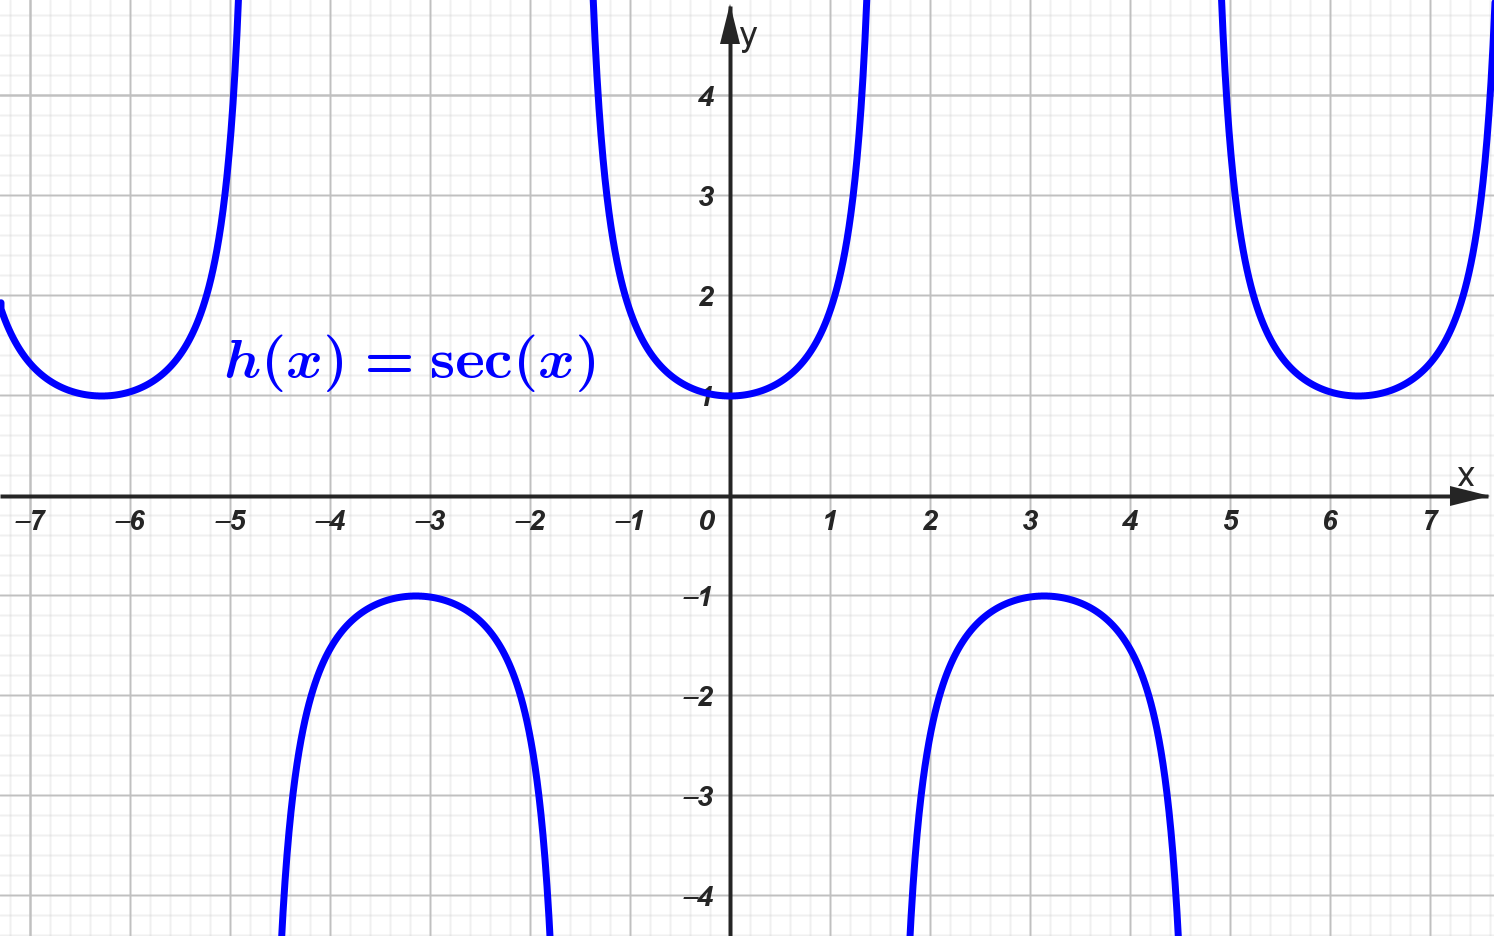 y
4
3
2
h(x) = sec(x)
1
x
–7 –6 –5 –4 –3 –2 –1 0 1 2 3 4 5 6 7
–1
–2
–3
–4